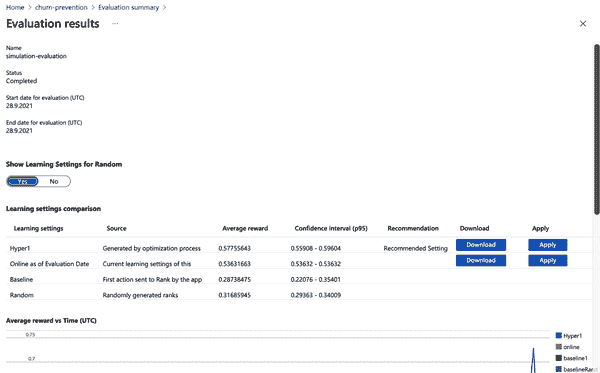 Home > churn-prevention > Evaluation summary >
Evaluation results ...
Name
simulation-evaluation
Status
Completed
Start date for evaluation (UTC)
28.9.2021
End date for evaluation (UTC)
28.9.2021
Show Learning Settings for Random
Yes No
Learning settings comparison
Learning settings Source Average reward Confidence interval (p95) Recommendation Download Apply
Hyper1 Generated by optimization process 0.57755643 0.55908 - 0.59604 Recommended Setting Download Apply
Online as of Evaluation Date Current learning settings of this 0.53631663 0.53632 - 0.53632 Download Apply
Baseline First action sent to Rank by the app 0.28738475 0.22076 - 0.35401
Random Randomly generated ranks 0.31685945 0.29363 - 0.34009
Average reward vs Time (UTC)
0.75
Hyper1
online
baseline1
0.7
baselineRand